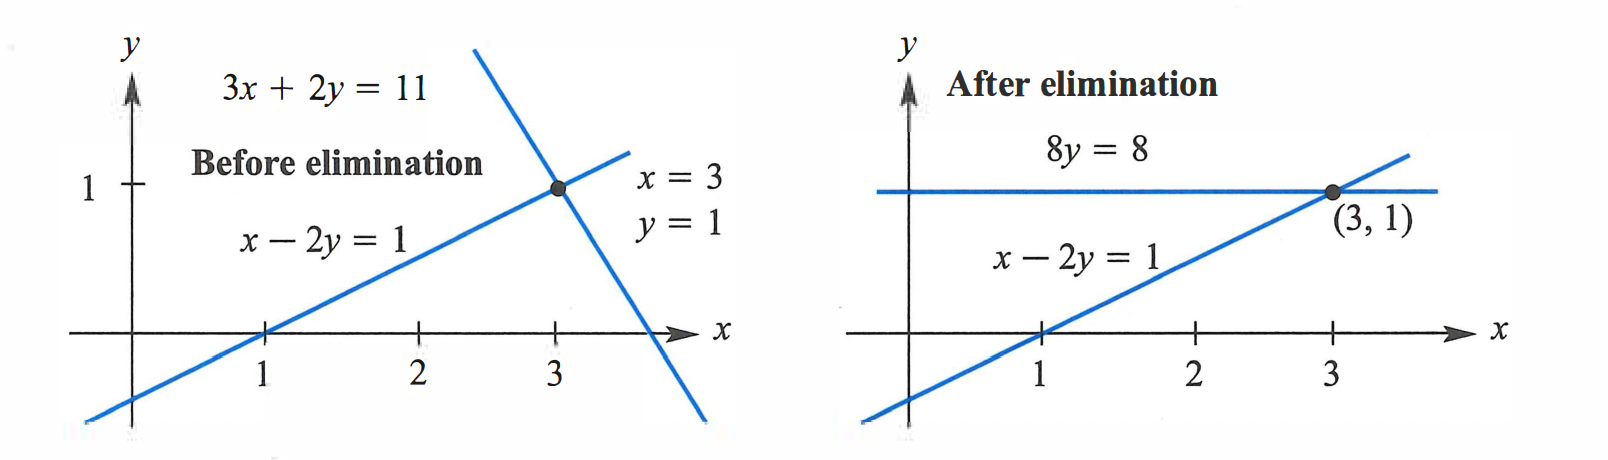 y
3x + 2y = 11
Before elimination
1
x = 3
y = 1
x − 2y = 1
x
1 2 3
y
After elimination
8y = 8
(3, 1)
x − 2y = 1
x
1 2 3